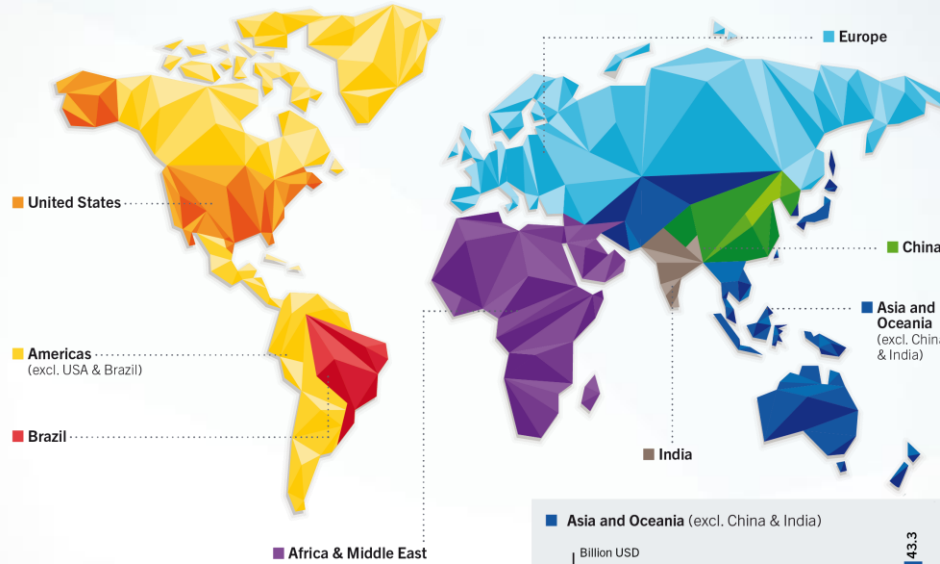 Europe
United States
China
Asia and
Oceania
(excl. China
& India)
Americas
(excl. USA & Brazil)
Brazil
India
Asia and Oceania (excl. China & India)
Africa & Middle East
Billion USD
43.3